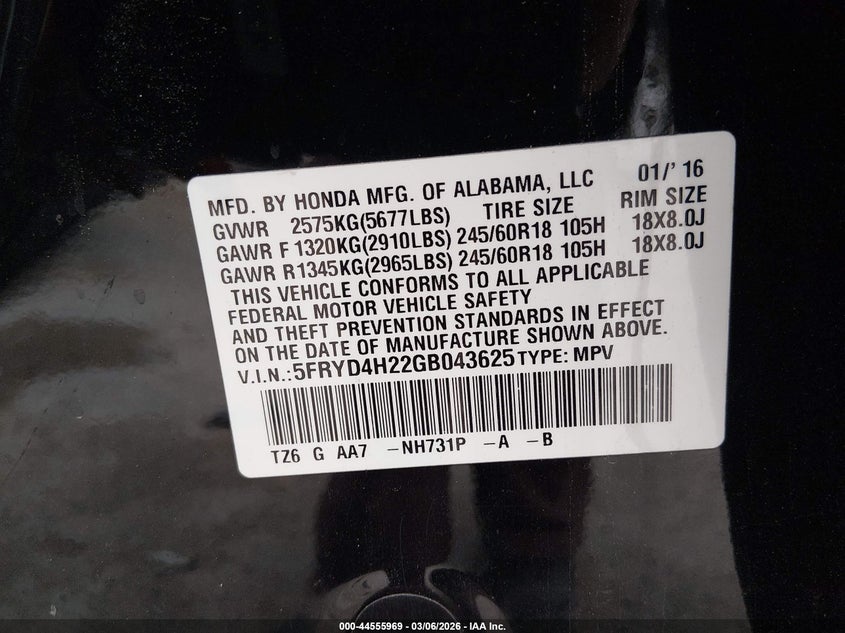 MFD. BY HONDA MFG. OF ALABAMA, LLC 01/' 16
GVWR 2575KG(5677LBS) TIRE SIZE RIM SIZE
GAWR F 1320KG(2910LBS) 245/60R18 105H 18X8.0J
GAWR R1345KG(2965LBS) 245/60R18 105H 18X8.0J
THIS VEHICLE CONFORMS TO ALL APPLICABLE
FEDERAL MOTOR VEHICLE SAFETY
AND THEFT PREVENTION STANDARDS IN EFFECT
ON THE DATE OF MANUFACTURE SHOWN ABOVE.
V.I.N.:5FRYD4H22GB043625 TYPE: MPV
TZ6 G AA7 -NH731P -A -B
000-44555969 - 03/06/2026 - IAA Inc.